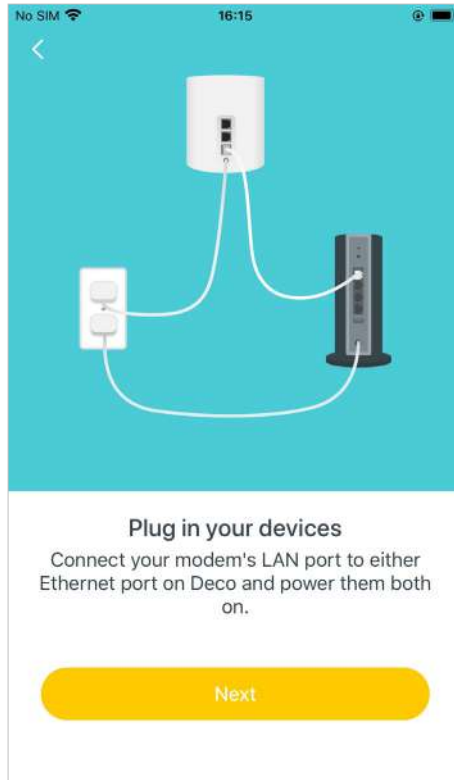 No SIM 16:15
Plug in your devices
Connect your modem's LAN port to either
Ethernet port on Deco and power them both
on.
Next